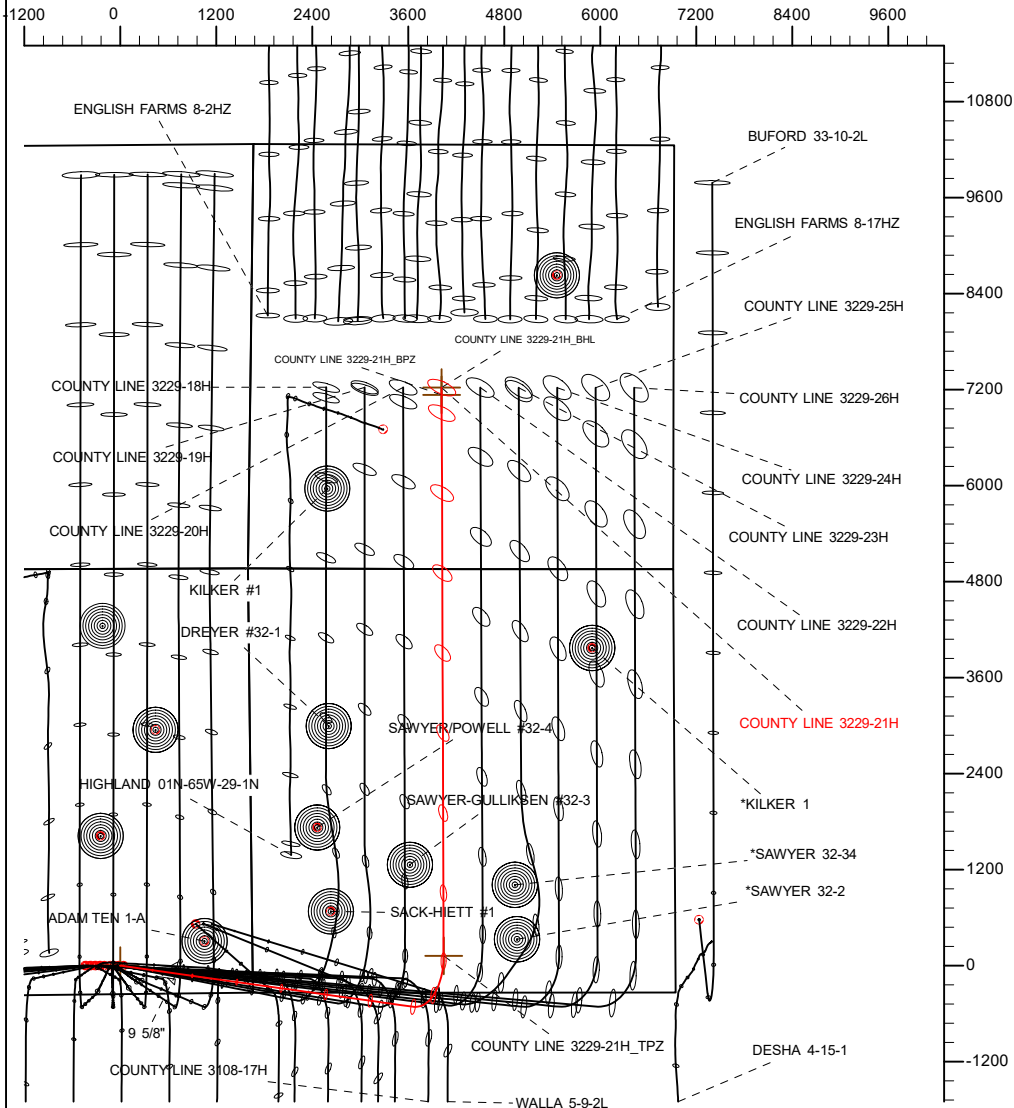 -1200 0 1200 2400 3600 4800 6000 7200 8400 9600
10800
ENGLISH FARMS 8-2HZ
BUFORD 33-10-2L
9600
ENGLISH FARMS 8-17HZ
8400
COUNTY LINE 3229-25H
COUNTY LINE 3229-21H_BHL
COUNTY LINE 3229-21H_BPZ
COUNTY LINE 3229-18H
7200
COUNTY LINE 3229-26H
COUNTY LINE 3229-19H
COUNTY LINE 3229-24H
6000
COUNTY LINE 3229-20H
COUNTY LINE 3229-23H
KILKER #1
4800
DREYER #32-1
COUNTY LINE 3229-22H
3600
SAWYER/POWELL #32-4
COUNTY LINE 3229-21H
2400
HIGHLAND 01N-65W-29-1N
SAWYER-GULLIKSEN #32-3
*KILKER 1
*SAWYER 32-34
1200
*SAWYER 32-2
SACK-HIETT #1
ADAM TEN 1-A
0
9 5/8"
COUNTY LINE 3229-21H_TPZ
DESHA 4-15-1
-1200
COUNTY LINE 3108-17H
WALLA 5-9-2L